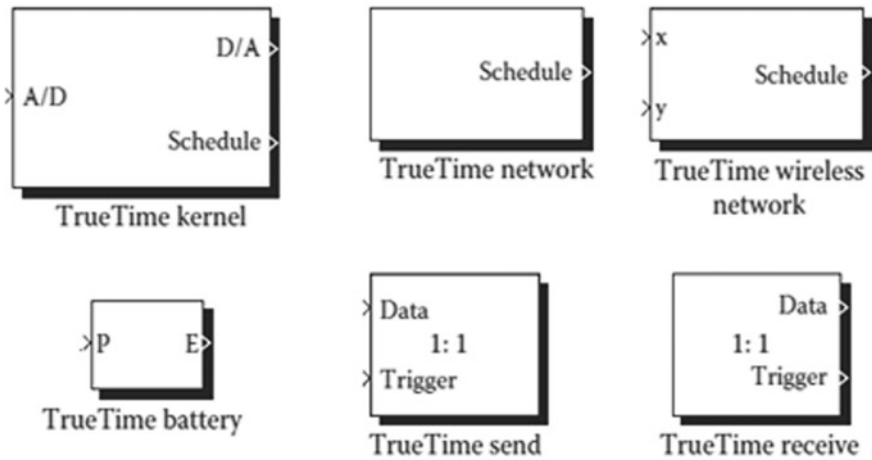 D/A
A/D
Schedule
TrueTime kernel
Schedule
TrueTime network
x
Schedule
y
TrueTime wireless
network
P E
TrueTime battery
Data
1: 1
Trigger
TrueTime send
Data
1: 1
Trigger
TrueTime receive